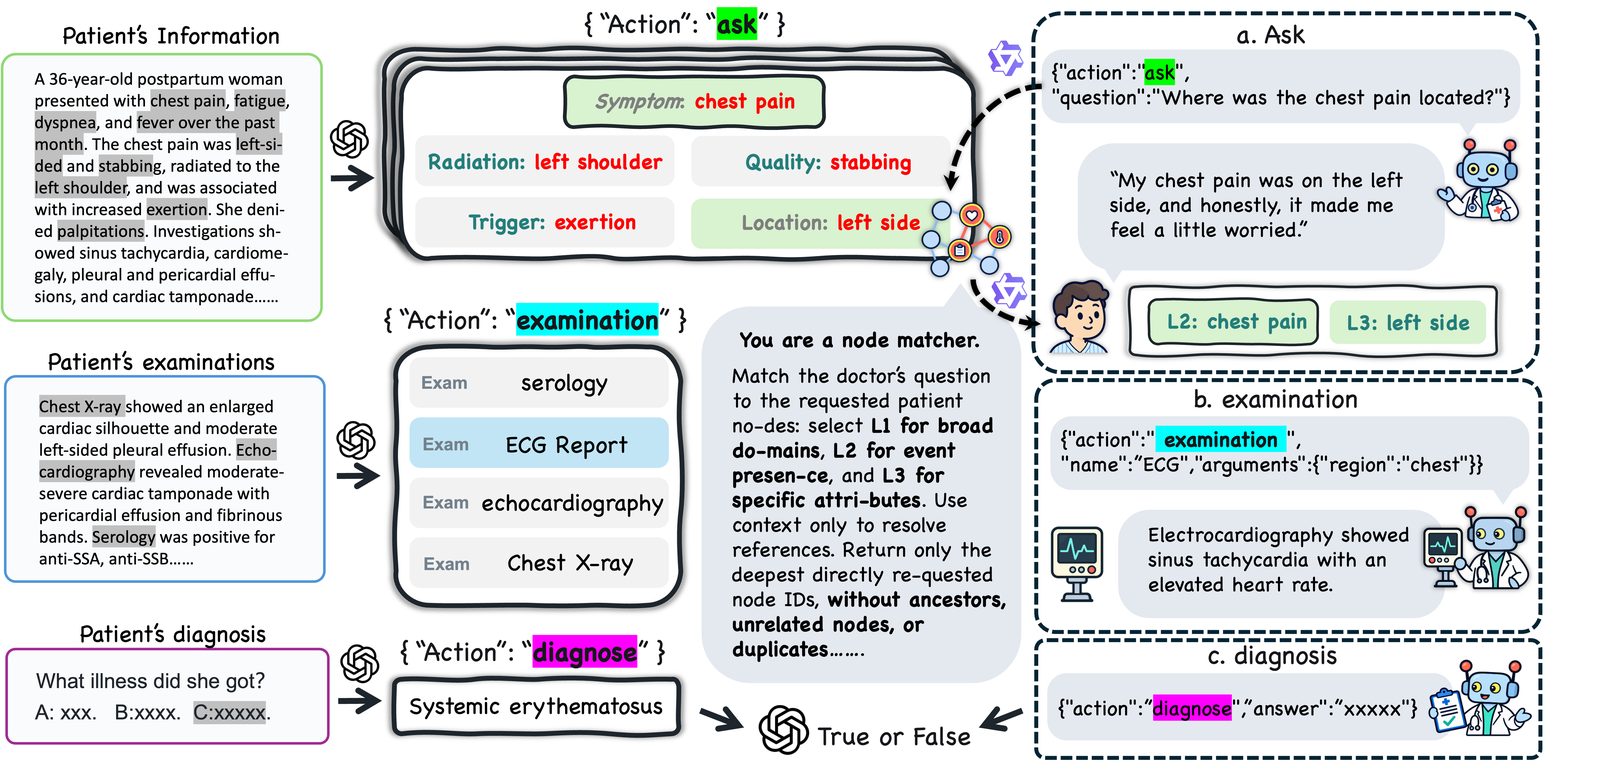 Patient's Information
A 36-year-old postpartum woman
presented with chest pain, fatigue,
dyspnea, and fever over the past
month. The chest pain was left-si-
ded and stabbing, radiated to the
left shoulder, and was associated
with increased exertion. She deni-
ed palpitations. Investigations sh-
owed sinus tachycardia, cardiome-
galy, pleural and pericardial effu-
sions, and cardiac tamponade......
Patient's examinations
Chest X-ray showed an enlarged
cardiac silhouette and moderate
left-sided pleural effusion. Echo-
cardiography revealed moderate-
severe cardiac tamponade with
pericardial effusion and fibrinous
bands. Serology was positive for
anti-SSA, anti-SSB......
Patient's diagnosis
What illness did she got?
A: xxx. B:xxxx. C:xxxxx.
{ "Action": "ask" }
Symptom: chest pain
Radiation: left shoulder
Quality: stabbing
Trigger: exertion
Location: left side
{ "Action": "examination" }
Exam serology
Exam ECG Report
Exam echocardiography
Exam Chest X-ray
{ "Action": "diagnose" }
Systemic erythematosus
You are a node matcher.
Match the doctor's question
to the requested patient
no-des: select L1 for broad
do-mains, L2 for event
presen-ce, and L3 for
specific attri-butes. Use
context only to resolve
references. Return only the
deepest directly re-quested
node IDs, without ancestors,
unrelated nodes, or
duplicates.......
True or False
a. Ask
{"action":"ask",
"question":"Where was the chest pain located?"}
"My chest pain was on the left
side, and honestly, it made me
feel a little worried."
L2: chest pain
L3: left side
b. examination
{"action":" examination ",
"name":"ECG","arguments":{"region":"chest"}}
Electrocardiography showed
sinus tachycardia with an
elevated heart rate.
c. diagnosis
{"action":"diagnose","answer":"xxxxx"}